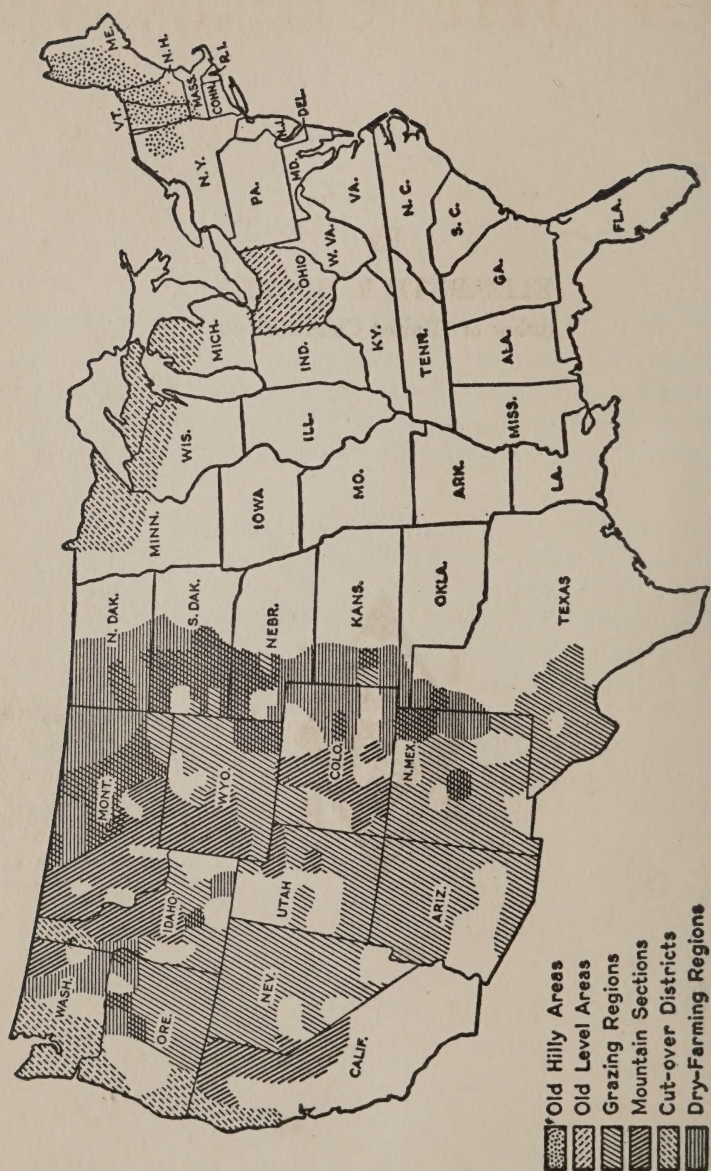 WASH.
MONT.
N. DAK.
MINN.
ME.
VT.
N.H.
MASS.
CONN.
R.I.
N.Y.
ORE.
IDAHO
WYO.
S. DAK.
WIS.
MICH.
PA.
N.J.
DEL.
MD.
NEV.
UTAH
COLO.
NEBR.
IOWA
ILL.
IND.
OHIO
W. VA.
VA.
CALIF.
ARIZ.
N. MEX.
KANS.
MO.
KY.
N. C.
OKLA.
ARK.
TENN.
S. C.
TEXAS
LA.
MISS.
ALA.
GA.
FLA.
Old Hilly Areas
Old Level Areas
Grazing Regions
Mountain Sections
Cut-over Districts
Dry-Farming Regions